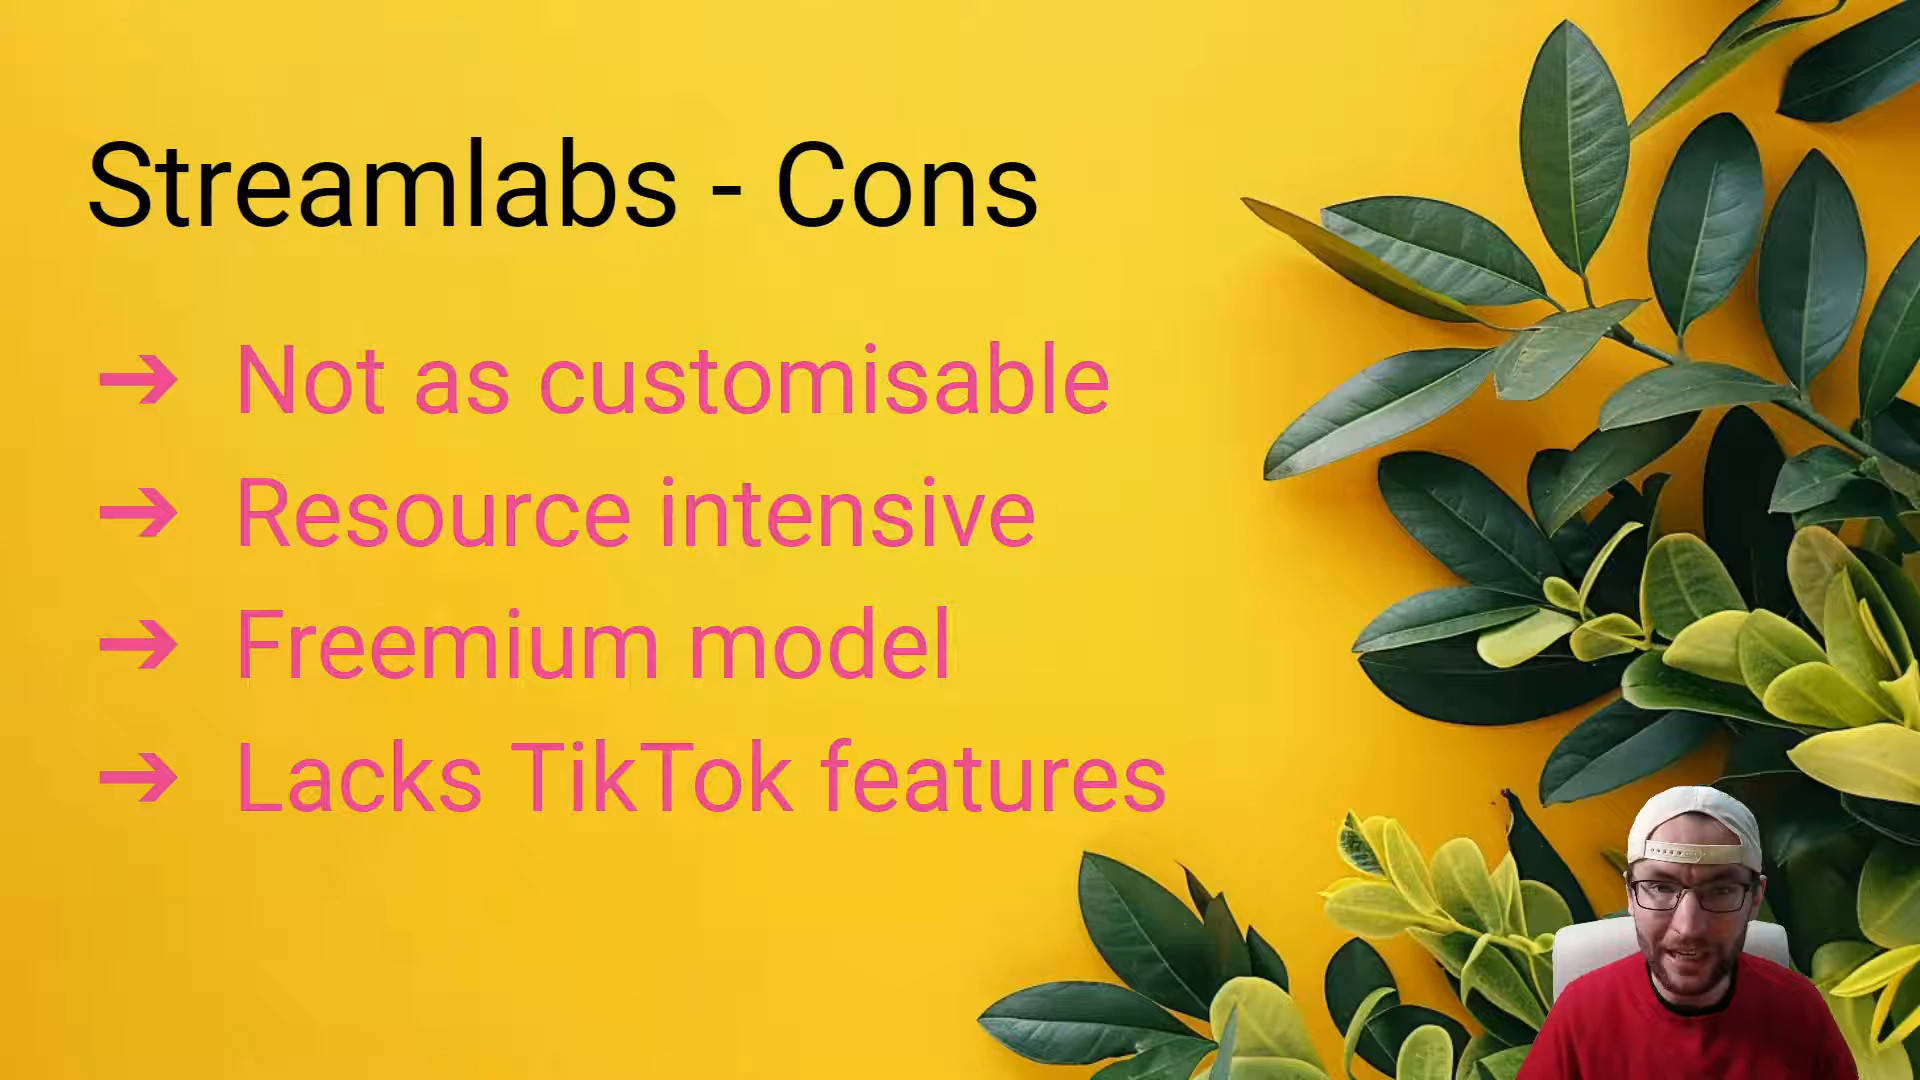 Streamlabs - Cons
➔ Not as customisable
➔ Resource intensive
➔ Freemium model
➔ Lacks TikTok features